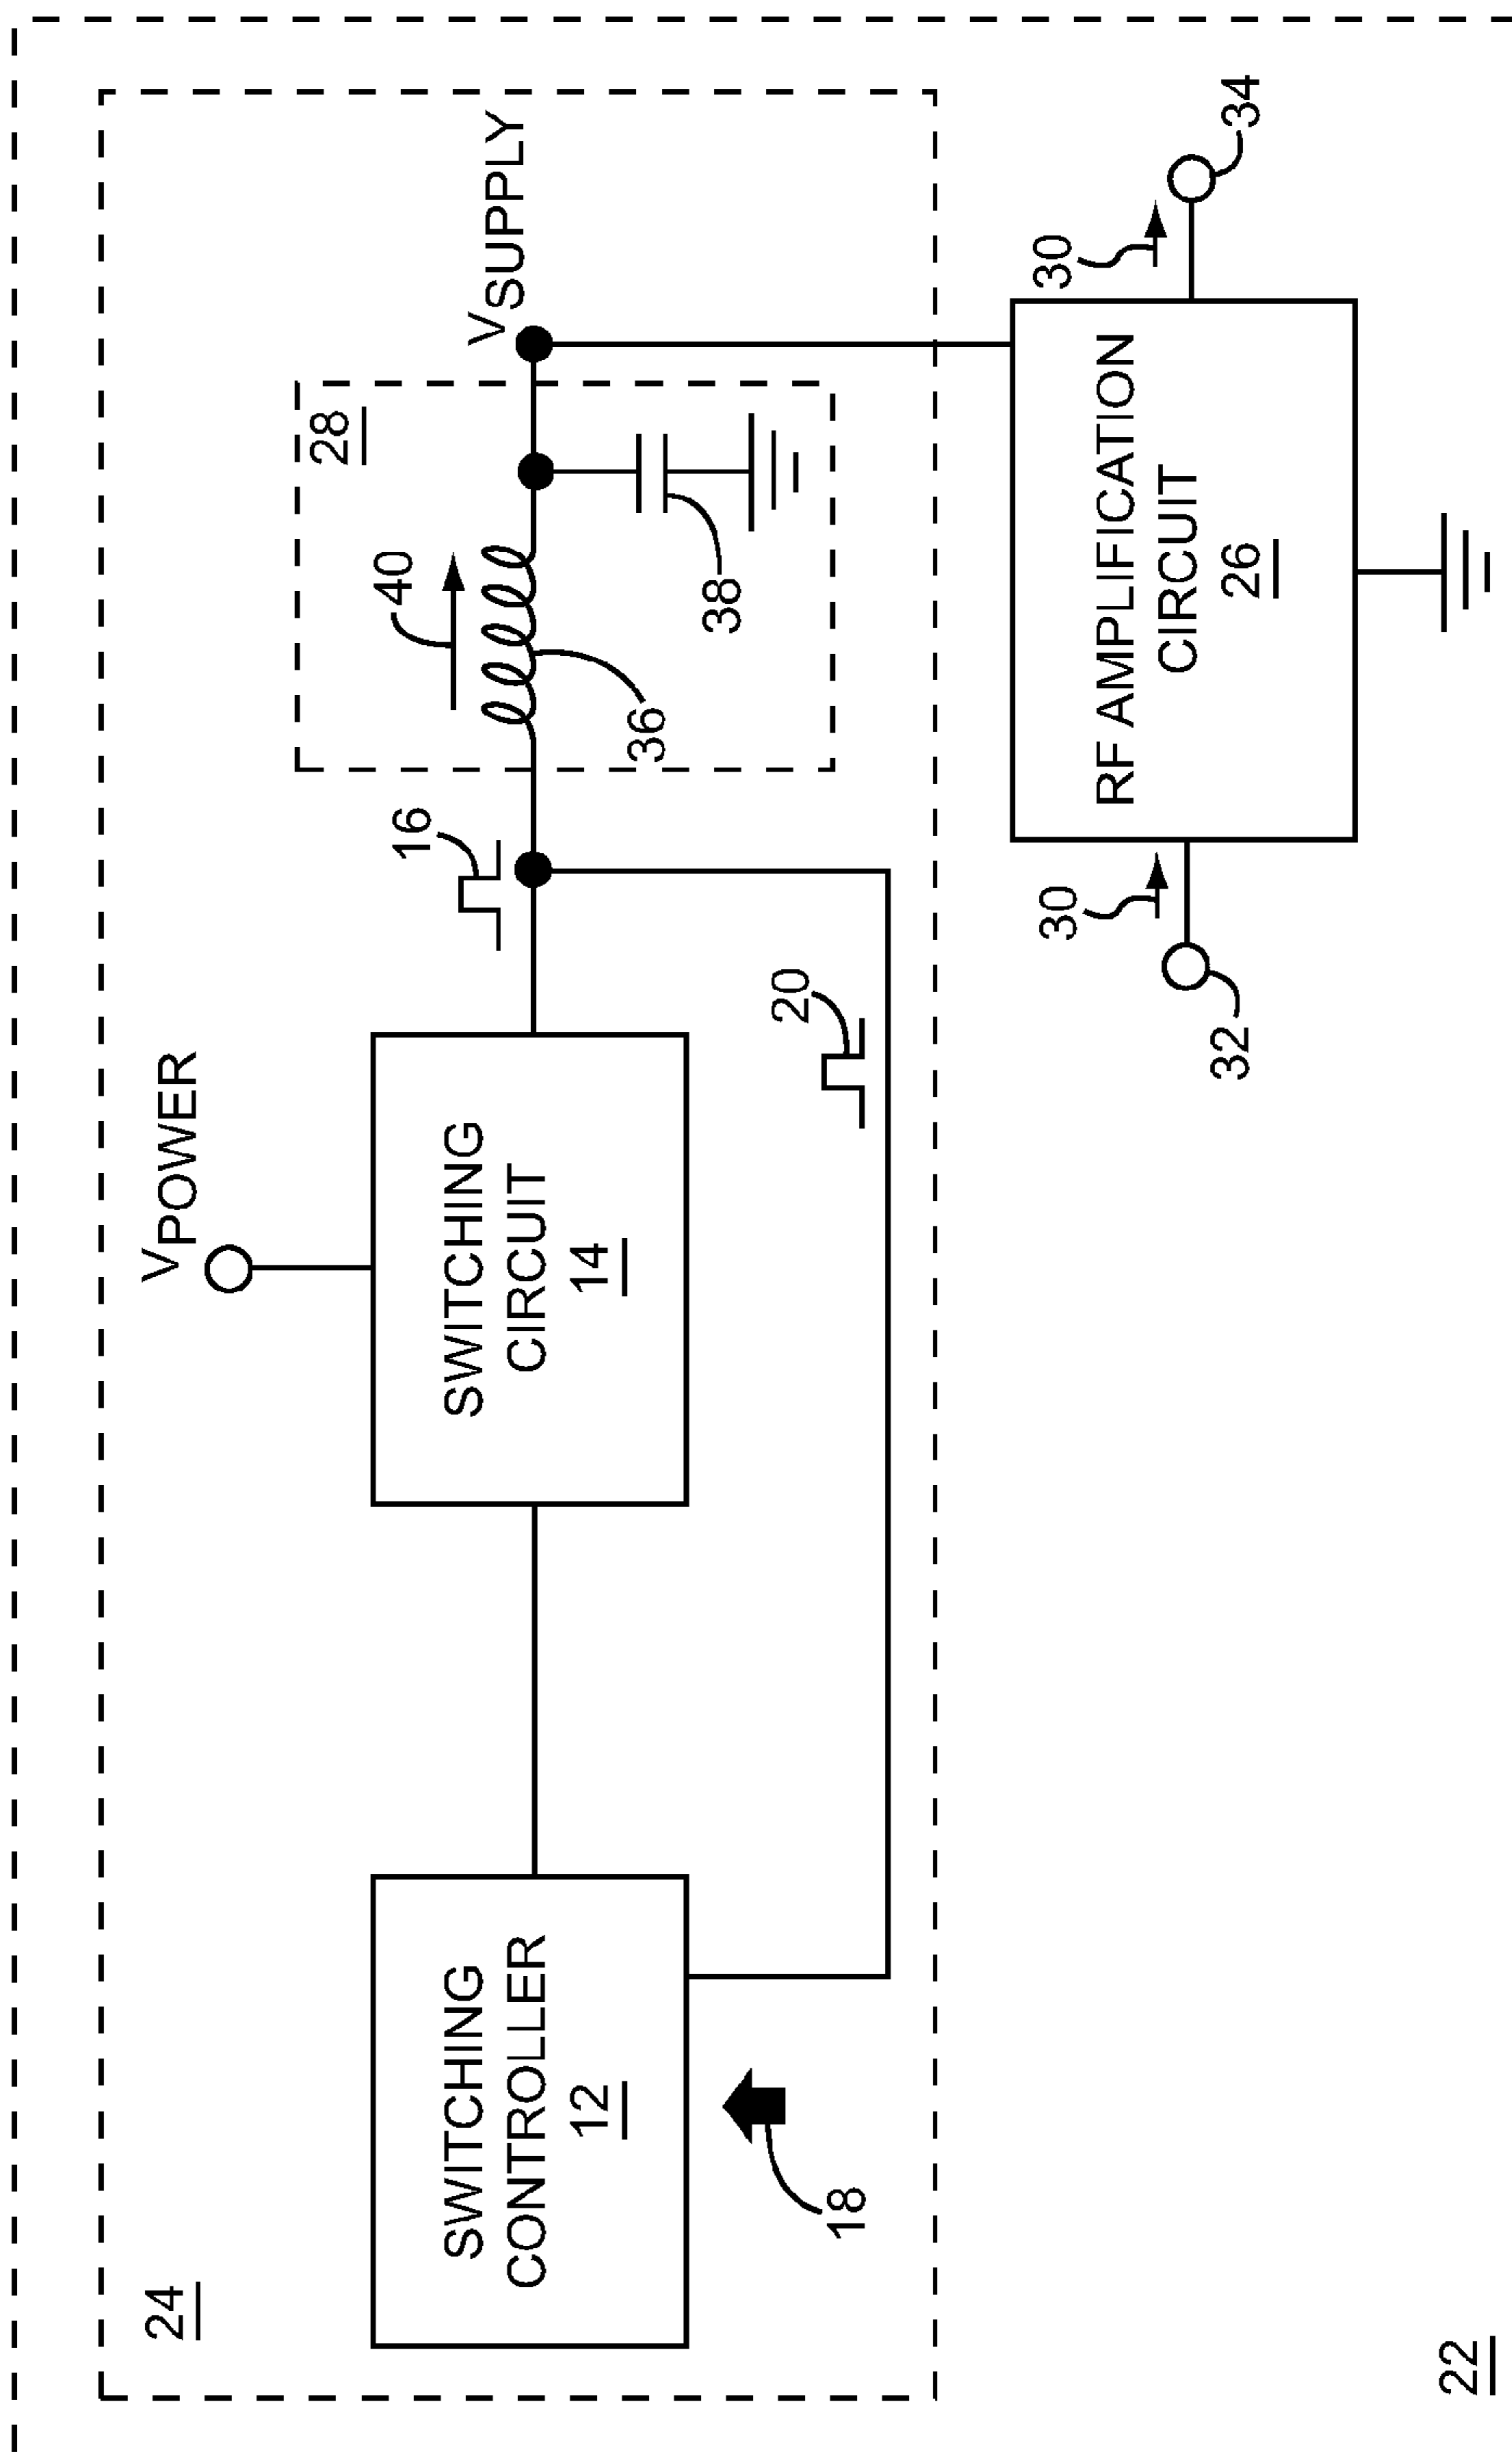 24
VPOWER
VSUPPLY
28
40
16
SWITCHING
CONTROLLER
12
SWITCHING
CIRCUIT
14
36
38
18
20
30
30
34
32
RF AMPLIFICATION
CIRCUIT
26
22